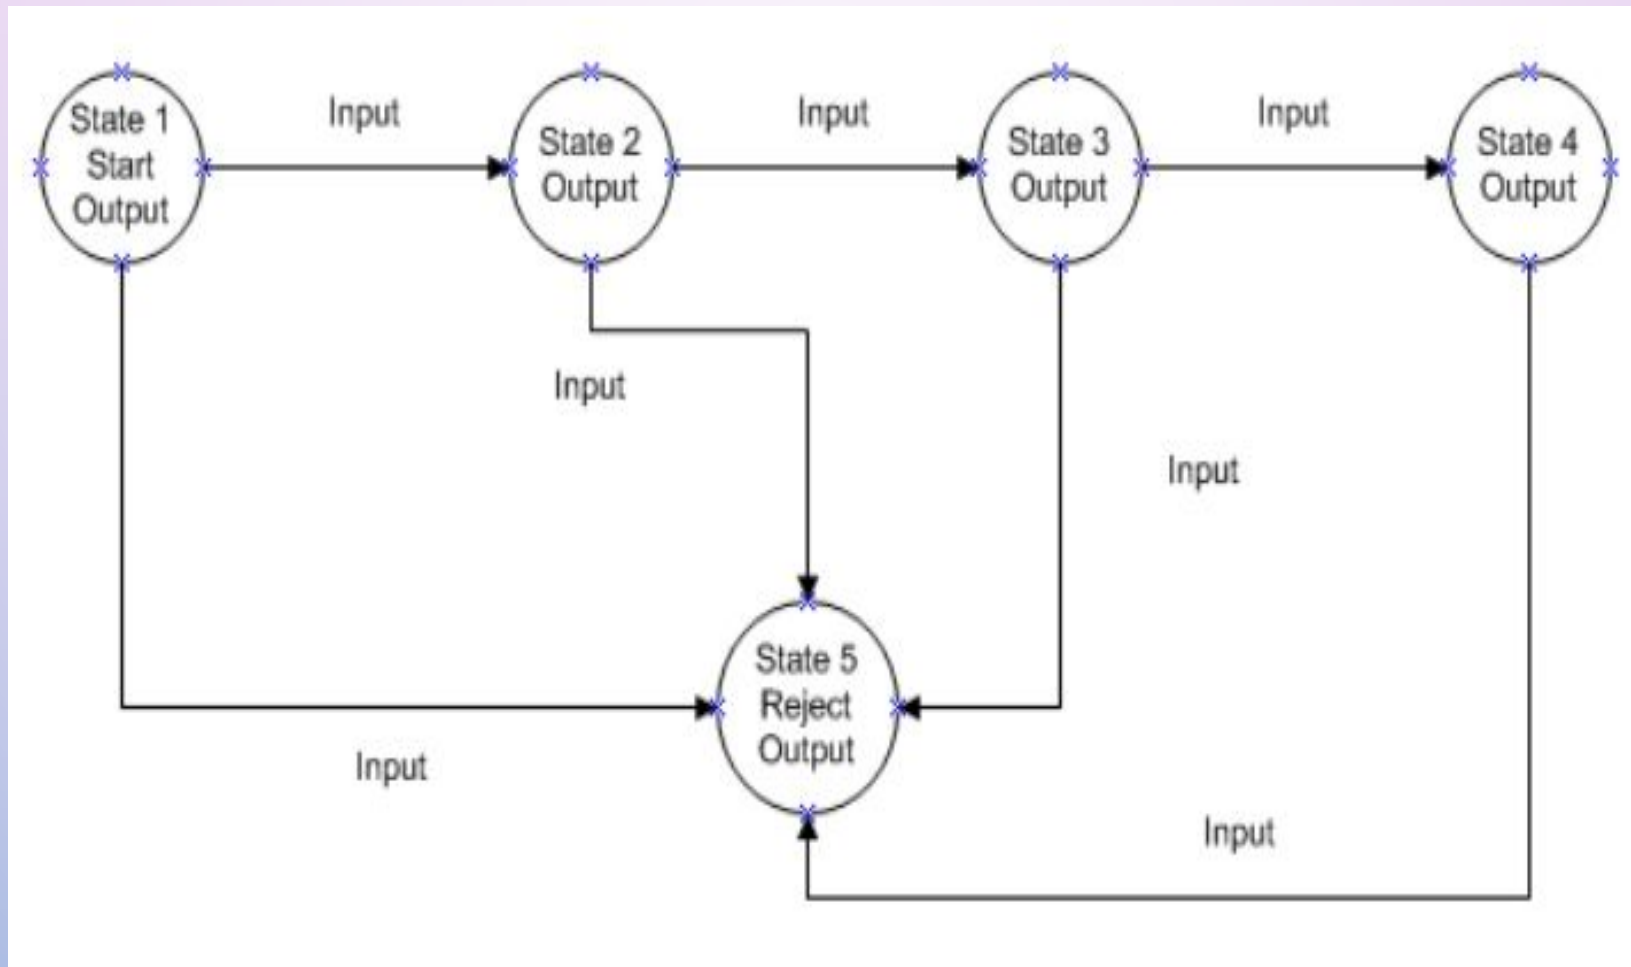 State 1
Start
Output
Input
State 2
Output
Input
State 3
Output
Input
State 4
Output
Input
Input
State 5
Reject
Output
Input
Input